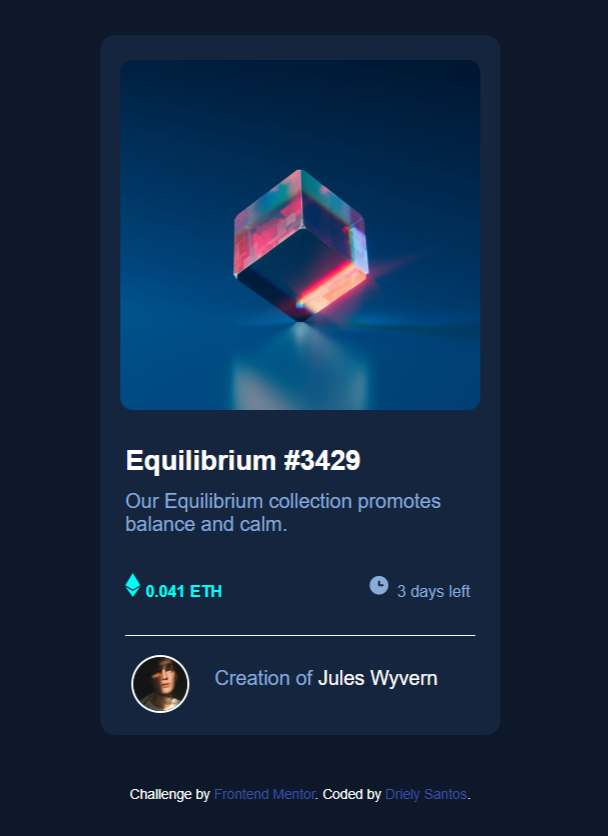 Equilibrium #3429
Our Equilibrium collection promotes
balance and calm.
0.041 ETH
3 days left
Creation of Jules Wyvern
Challenge by Frontend Mentor. Coded by Driely Santos.